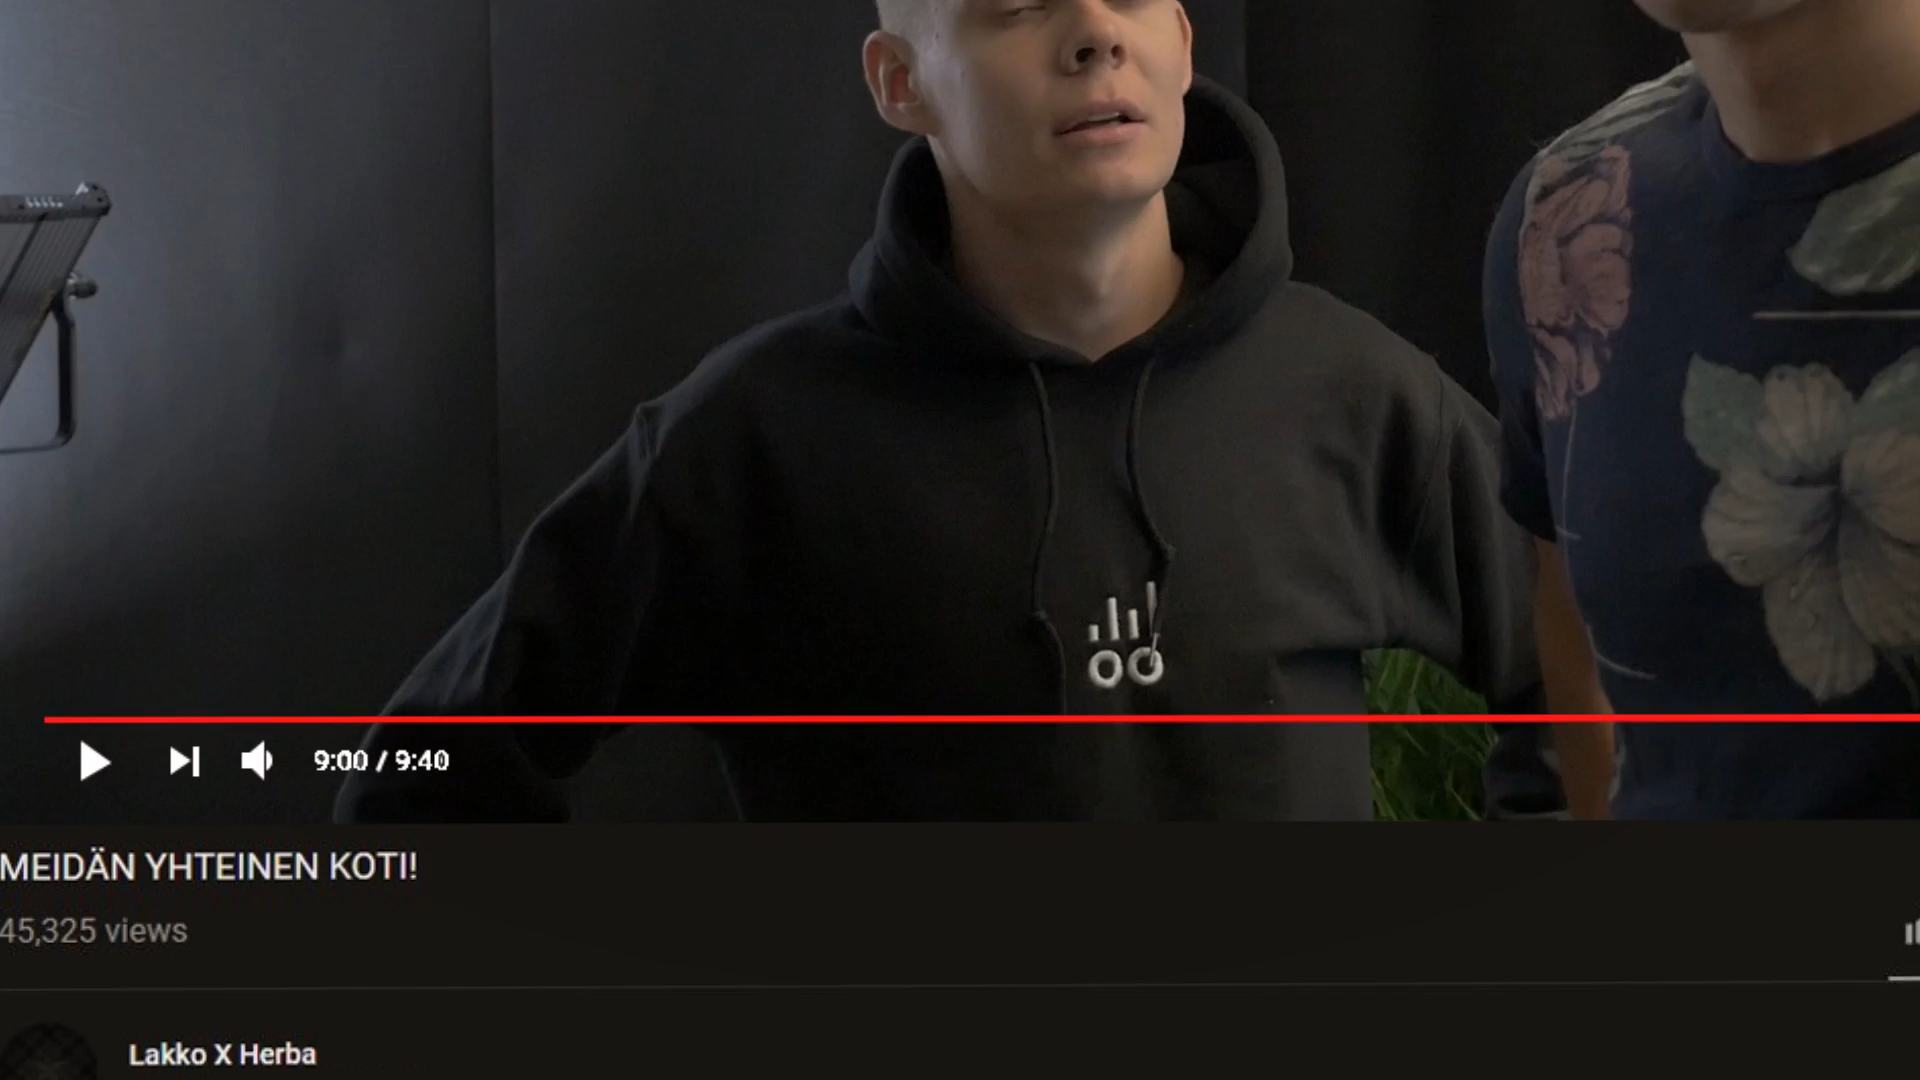 9:00 / 9:40
MEIDÄN YHTEINEN KOTI!
45,325 views
Lakko X Herba